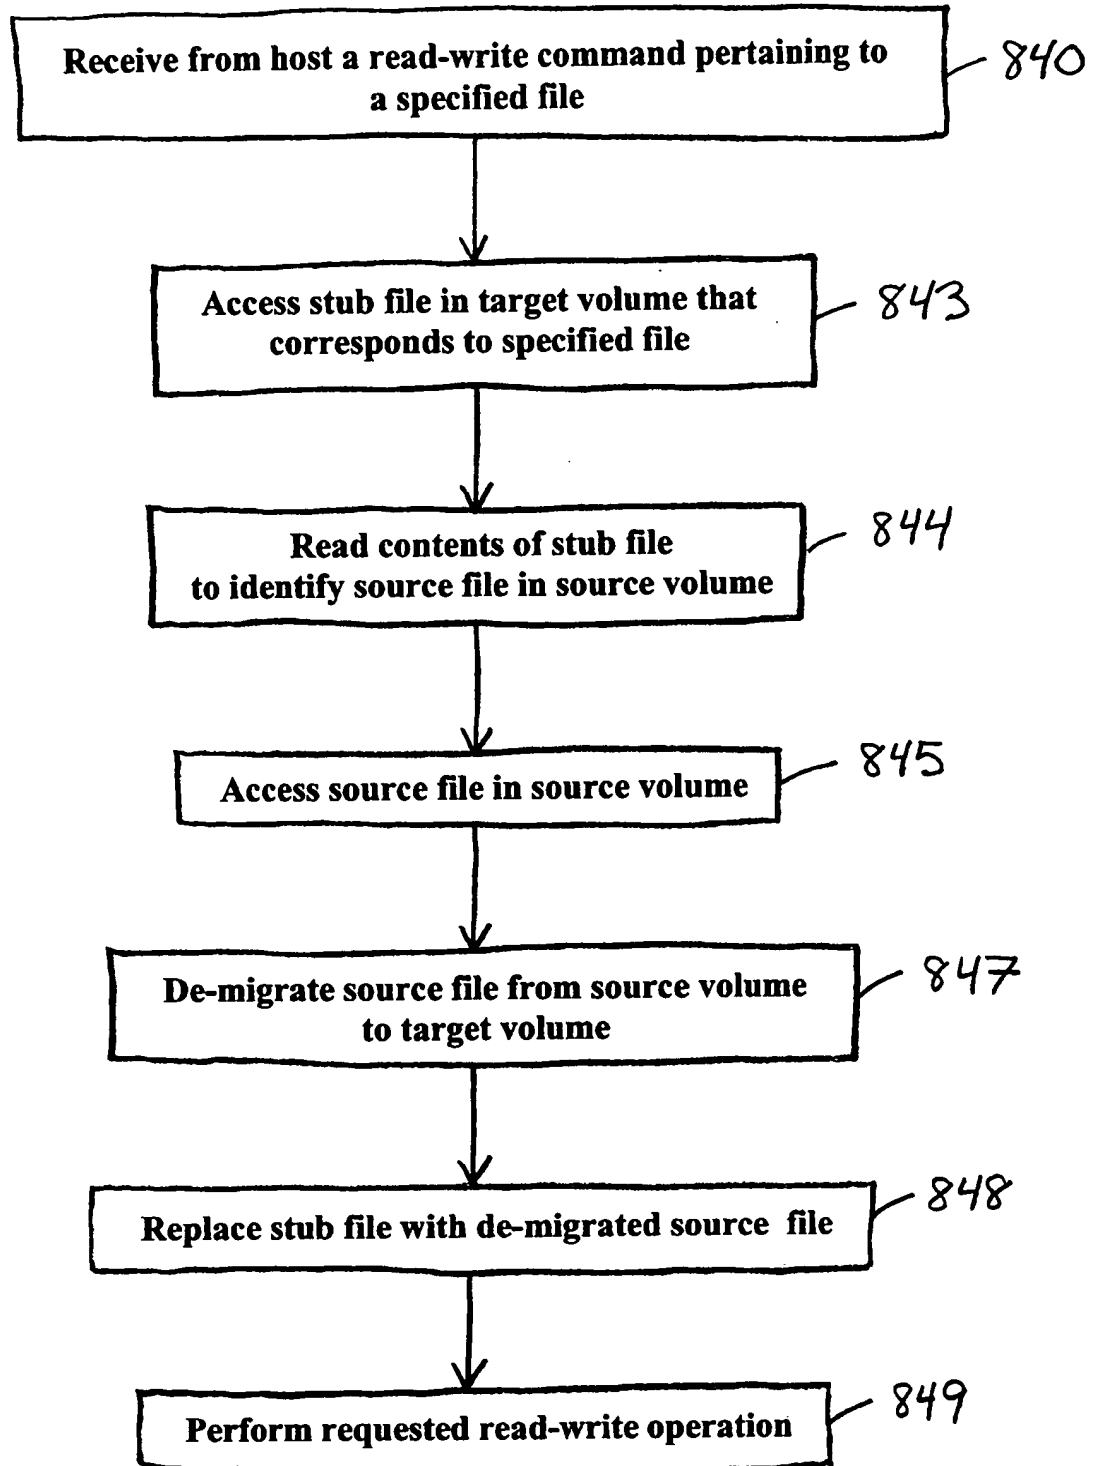 Receive from host a read-write command pertaining to
a specified file
840
Access stub file in target volume that
corresponds to specified file
843
Read contents of stub file
to identify source file in source volume
844
Access source file in source volume
845
De-migrate source file from source volume
to target volume
847
Replace stub file with de-migrated source file
848
Perform requested read-write operation
849